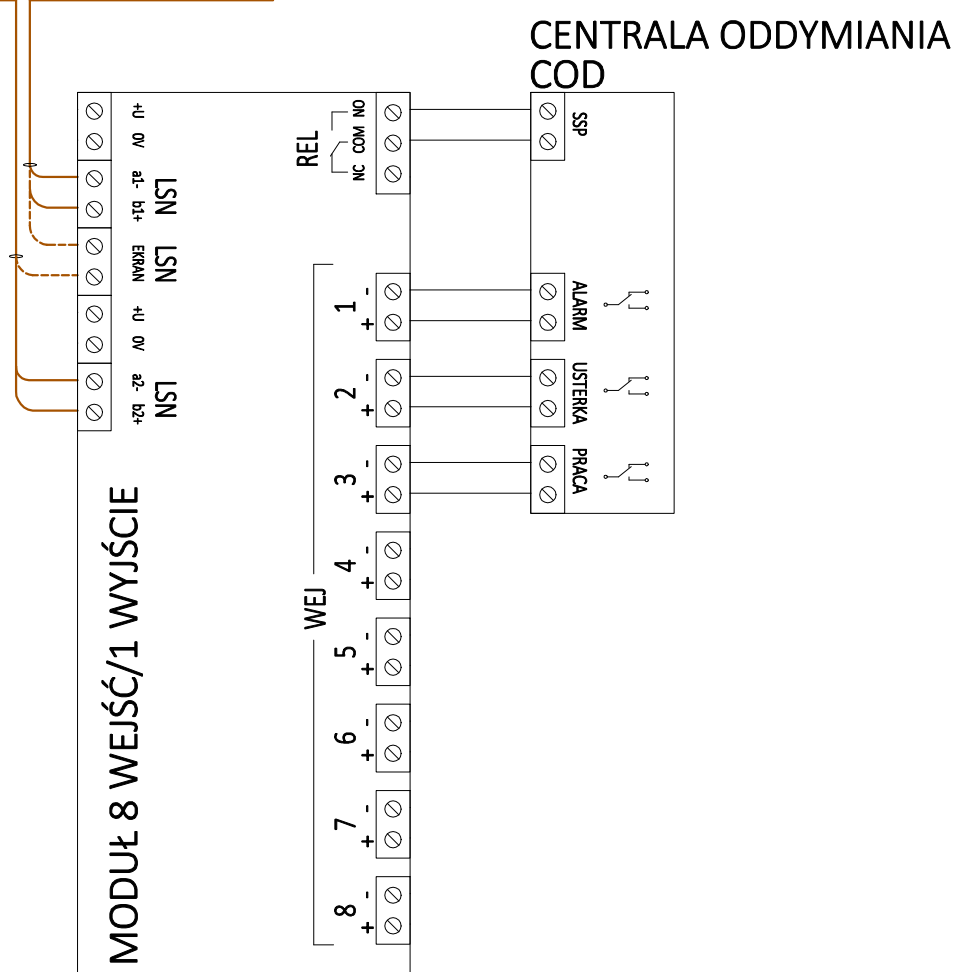 CENTRALA ODDYMIANIA
COD
+U
0V
a1-
b1+
LSN
EKRAN
LSN
+U
0V
a2-
b2+
LSN
MODUŁ 8 WEJŚĆ/1 WYJŚCIE
REL
NO
COM
NC
SSP
WEJ
1
-
+
ALARM
2
-
+
USTERKA
3
-
+
PRACA
4
-
+
5
-
+
6
-
+
7
-
+
8
-
+